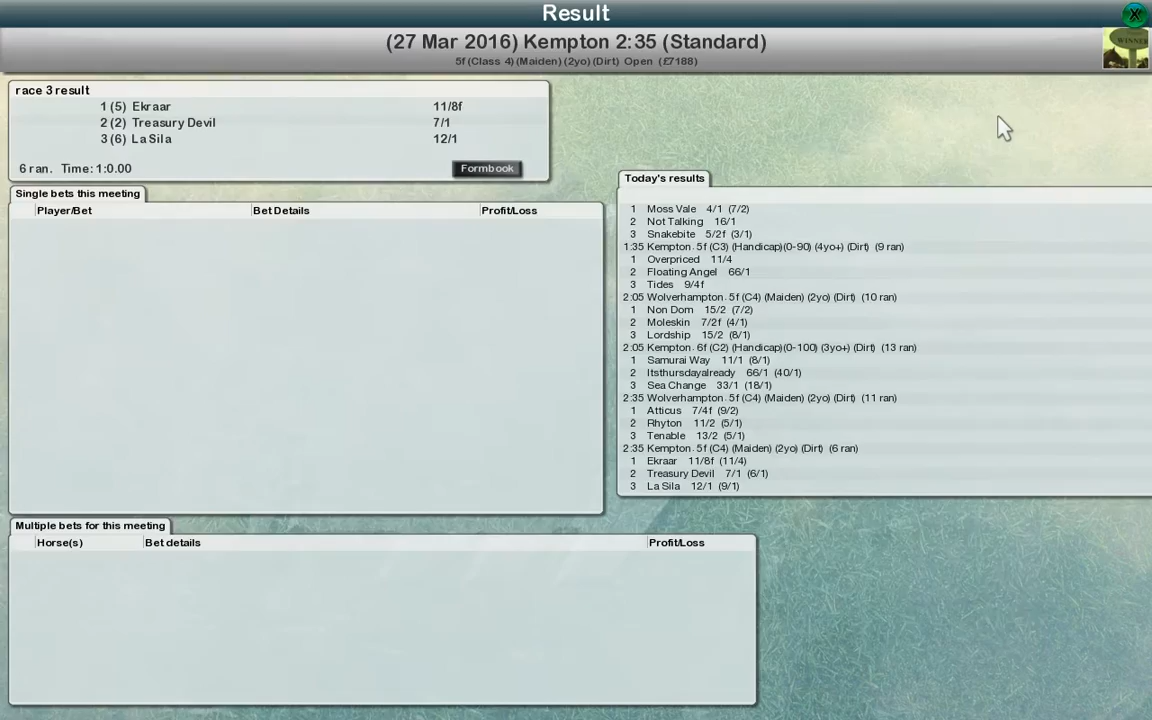 Result
X
(27 Mar 2016) Kempton 2:35 (Standard)
5f (Class 4) (Maiden) (2yo) (Dirt) Open (£7188)
WINNER
race 3 result
1 (5) Ekraar 11/8f
2 (2) Treasury Devil 7/1
3 (6) La Sila 12/1
6 ran. Time: 1:0.00
Formbook
Single bets this meeting
Player/Bet Bet Details Profit/Loss
Today's results
1 Moss Vale 4/1 (7/2)
2 Not Talking 16/1
3 Snakebite 5/2f (3/1)
1:35 Kempton. 5f (C3) (Handicap)(0-90) (4yo+) (Dirt) (9 ran)
1 Overpriced 11/4
2 Floating Angel 66/1
3 Tides 9/4f
2:05 Wolverhampton. 5f (C4) (Maiden) (2yo) (Dirt) (10 ran)
1 Non Dom 15/2 (7/2)
2 Moleskin 7/2f (4/1)
3 Lordship 15/2 (8/1)
2:05 Kempton. 6f (C2) (Handicap)(0-100) (3yo+) (Dirt) (13 ran)
1 Samurai Way 11/1 (8/1)
2 Itsthursdayalready 66/1 (40/1)
3 Sea Change 33/1 (18/1)
2:35 Wolverhampton. 5f (C4) (Maiden) (2yo) (Dirt) (11 ran)
1 Atticus 7/4f (9/2)
2 Rhyton 11/2 (5/1)
3 Tenable 13/2 (5/1)
2:35 Kempton. 5f (C4) (Maiden) (2yo) (Dirt) (6 ran)
1 Ekraar 11/8f (11/4)
2 Treasury Devil 7/1 (6/1)
3 La Sila 12/1 (9/1)
Multiple bets for this meeting
Horse(s) Bet details Profit/Loss